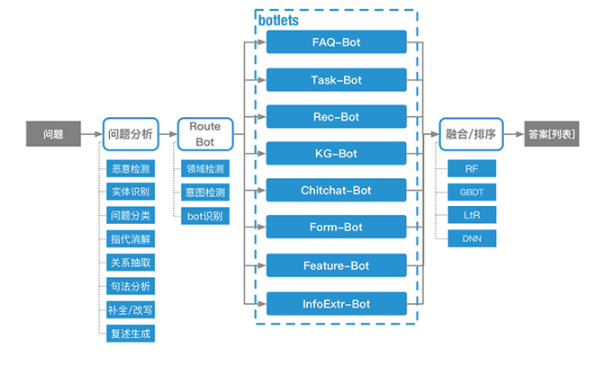 botlets
问题
问题分析
恶意检测
实体识别
问题分类
指代消解
关系抽取
句法分析
补全/改写
复述生成
Route
Bot
领域检测
意图检测
bot识别
FAQ-Bot
Task-Bot
Rec-Bot
KG-Bot
Chitchat-Bot
Form-Bot
Feature-Bot
InfoExtr-Bot
融合/排序
RF
GBDT
LtR
DNN
答案[列表]